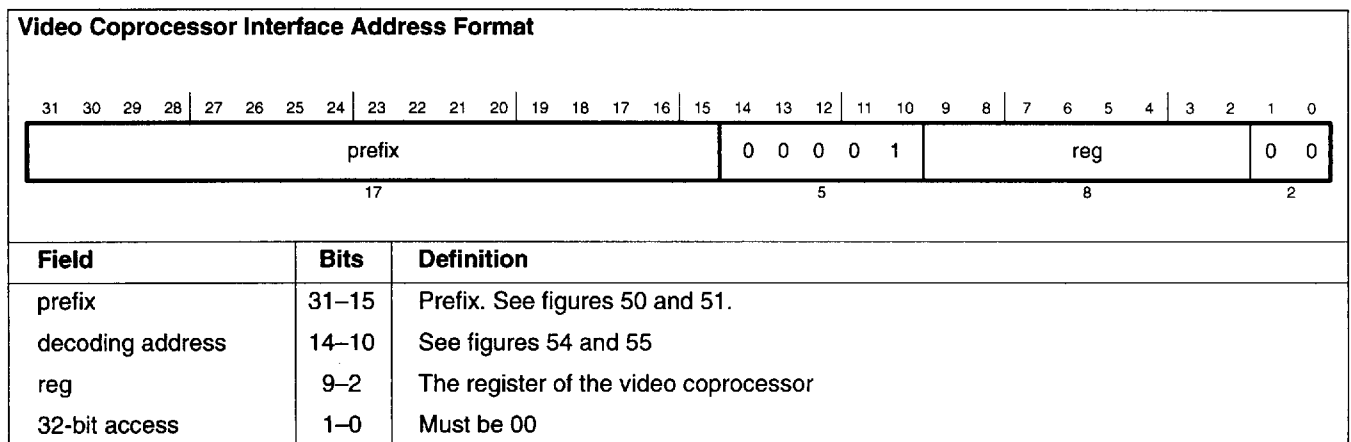 Video Coprocessor Interface Address Format
31 30 29 28 27 26 25 24 23 22 21 20 19 18 17 16 15 14 13 12 11 10 9 8 7 6 5 4 3 2 1 0
prefix 0 0 0 0 1 reg 0 0
17 5 8 2
Field Bits Definition
prefix 31–15 Prefix. See figures 50 and 51.
decoding address 14–10 See figures 54 and 55
reg 9–2 The register of the video coprocessor
32-bit access 1–0 Must be 00